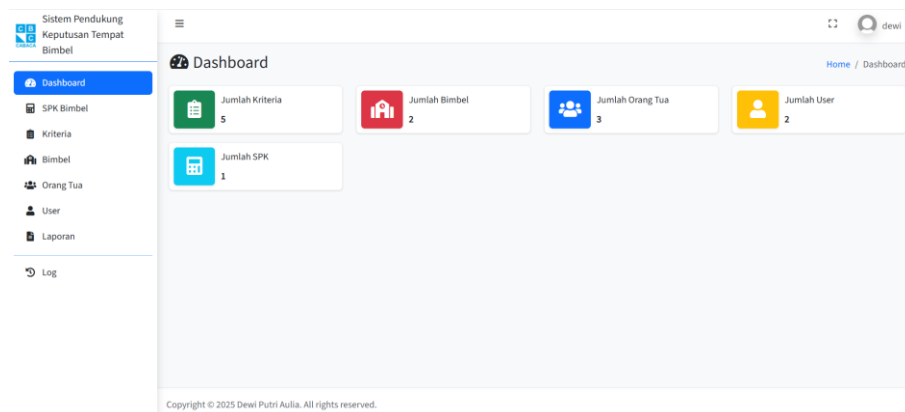 Sistem Pendukung
Keputusan Tempat
Bimbel
C B
B C
CABACA
dewi
Dashboard
Home / Dashboard
Dashboard
SPK Bimbel
Kriteria
Bimbel
Orang Tua
User
Laporan
Log
Jumlah Kriteria
5
Jumlah Bimbel
2
Jumlah Orang Tua
3
Jumlah User
2
Jumlah SPK
1
Copyright © 2025 Dewi Putri Aulia. All rights reserved.